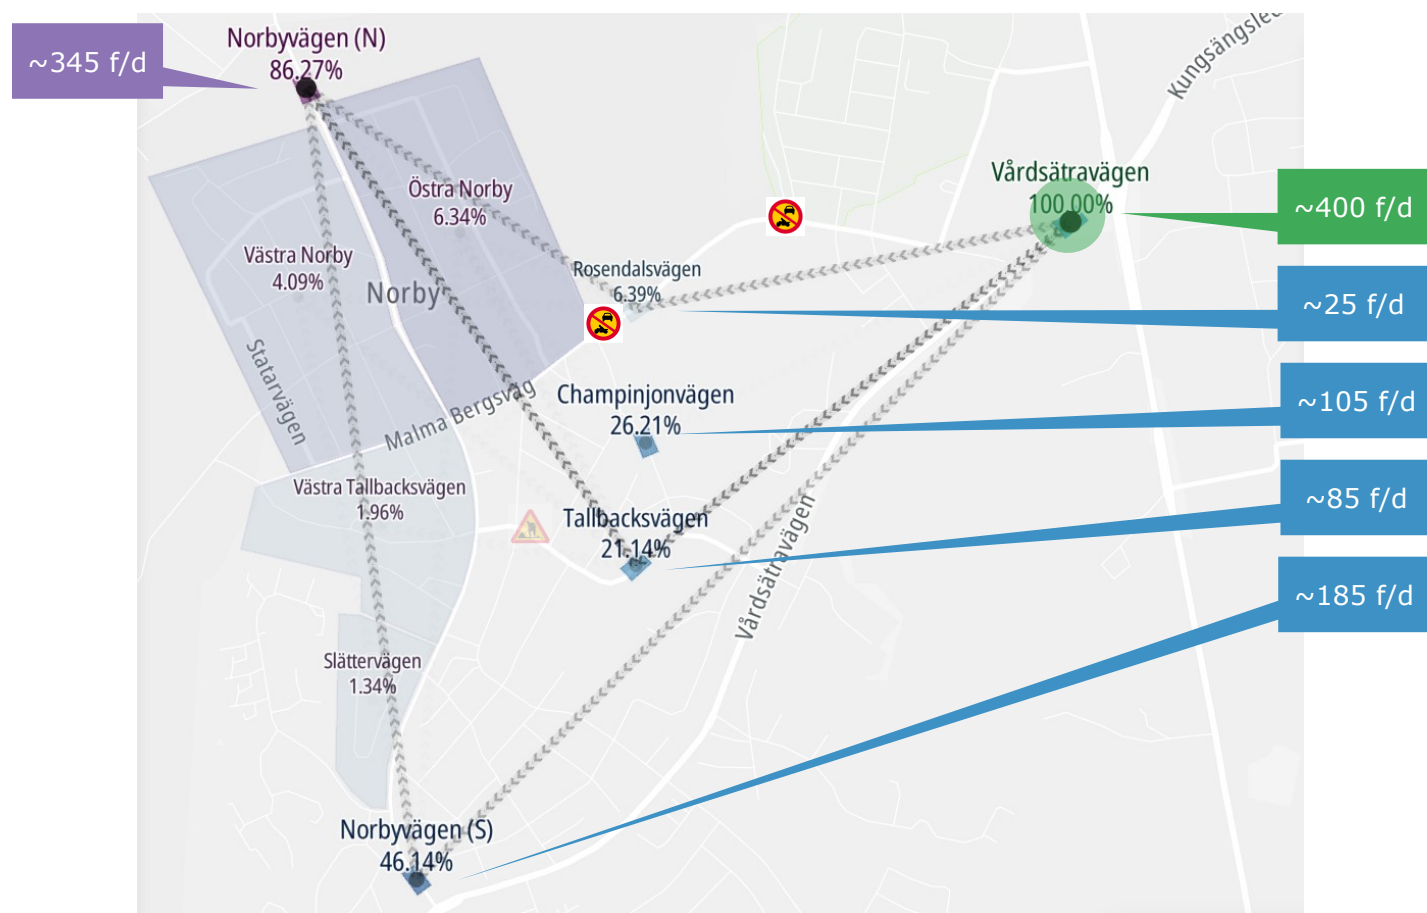 Norbyvägen (N)
86.27%
~345 f/d
Kungsängsle
Vårdsätravägen
100.00%
~400 f/d
Östra Norby
6.34%
Västra Norby
4.09%
Norby
Rosendalsvägen
6.39%
~25 f/d
Statarvägen
Malma Bergsväg
Champinjonvägen
26.21%
~105 f/d
Västra Tallbacksvägen
1.96%
Tallbacksvägen
21.14%
~85 f/d
Vårdsätravägen
~185 f/d
Slättervägen
1.34%
Norbyvägen (S)
46.14%